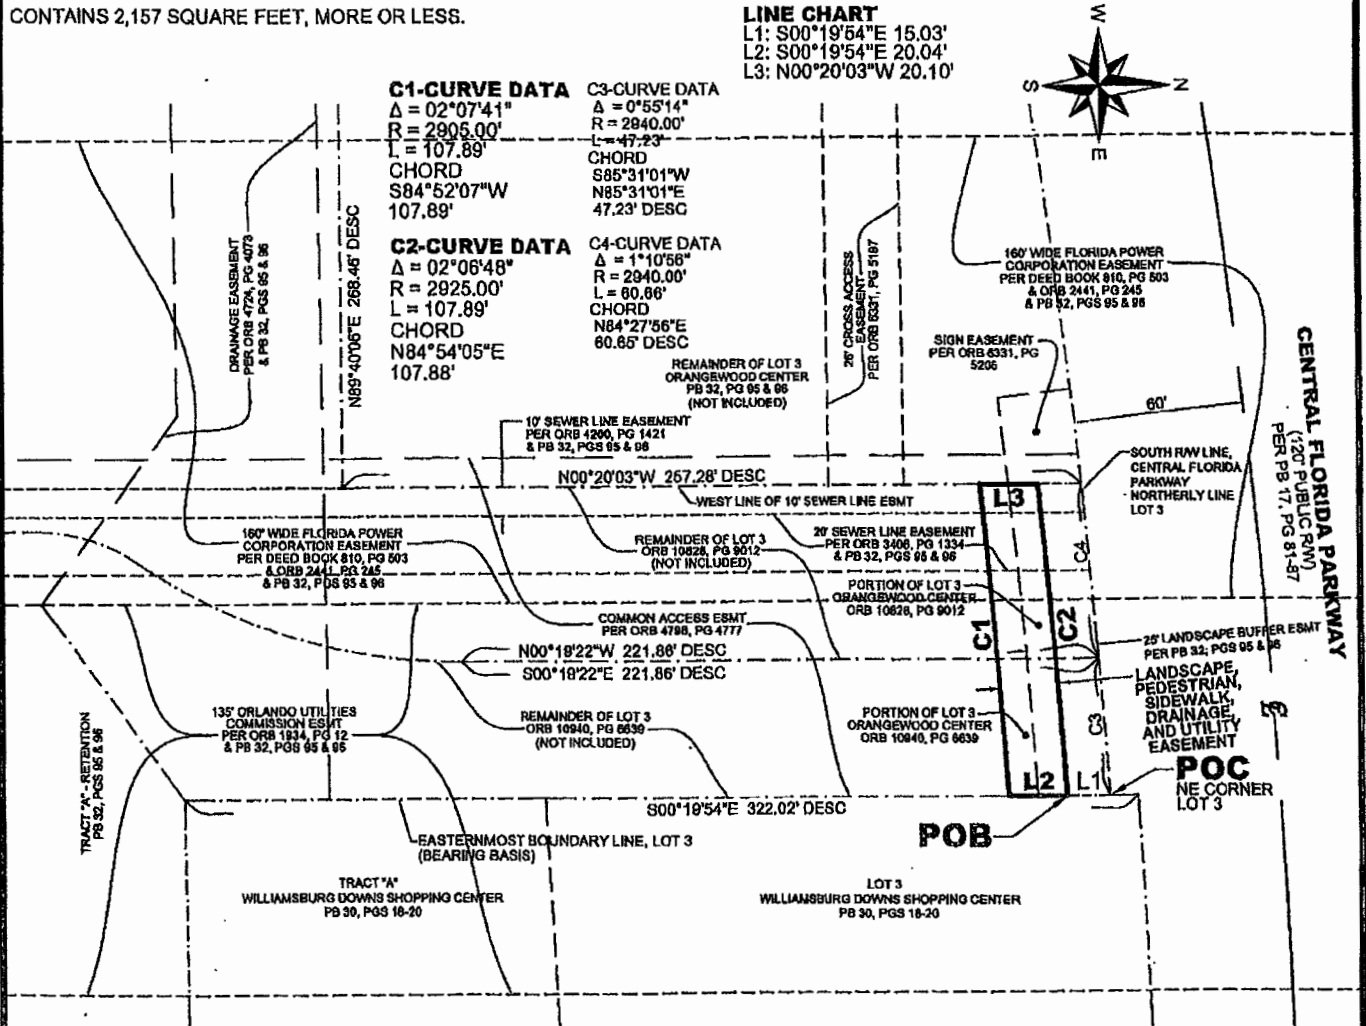 CONTAINS 2,157 SQUARE FEET, MORE OR LESS.
LINE CHART
L1: S00°19'54"E 15.03'
L2: S00°19'54"E 20.04'
L3: N00°20'03"W 20.10'
W
S
N
E
C1-CURVE DATA
Δ = 02°07'41"
R = 2905.00'
L = 107.89'
CHORD
S84°52'07"W
107.89'
C3-CURVE DATA
Δ = 0°55'14"
R = 2940.00'
L = 47.23'
CHORD
S85°31'01"W
N85°31'01"E
47.23' DESC
C2-CURVE DATA
Δ = 02°06'48"
R = 2925.00'
L = 107.89'
CHORD
N84°54'05"E
107.88'
C4-CURVE DATA
Δ = 1°10'56"
R = 2940.00'
L = 60.66'
CHORD
N84°27'56"E
60.65' DESC
DRAINAGE EASEMENT
PER ORB 4724, PG 4073
& PB 32, PGS 95 & 96
N89°40'06"E 268.46' DESC
26' CROSS ACCESS
EASEMENT
PER ORB 6331, PG 5187
160' WIDE FLORIDA POWER
CORPORATION EASEMENT
PER DEED BOOK 810, PG 503
& ORB 2441, PG 245
& PB 32, PGS 95 & 96
SIGN EASEMENT
PER ORB 6331, PG
5206
REMAINDER OF LOT 3
ORANGEWOOD CENTER
PB 32, PG 95 & 96
(NOT INCLUDED)
60'
CENTRAL FLORIDA PARKWAY
(120' PUBLIC R/W)
PER PB 17, PG 81-87
10' SEWER LINE EASEMENT
PER ORB 4200, PG 1421
& PB 32, PGS 95 & 96
SOUTH R/W LINE,
CENTRAL FLORIDA
PARKWAY
- NORTHERLY LINE
LOT 3
N00°20'03"W 257.28' DESC
WEST LINE OF 10' SEWER LINE ESMT
L3
160' WIDE FLORIDA POWER
CORPORATION EASEMENT
PER DEED BOOK 810, PG 503
& ORB 2441, PG 245
& PB 32, PGS 95 & 96
REMAINDER OF LOT 3
ORB 10628, PG 9012
(NOT INCLUDED)
20' SEWER LINE EASEMENT
PER ORB 3406, PG 1334
& PB 32, PGS 95 & 96
C4
PORTION OF LOT 3
ORANGEWOOD CENTER
ORB 10628, PG 9012
COMMON ACCESS ESMT
PER ORB 4798, PG 4777
C1
C2
25' LANDSCAPE BUFFER ESMT
PER PB 32, PGS 95 & 96
N00°19'22"W 221.86' DESC
S00°19'22"E 221.86' DESC
LANDSCAPE,
PEDESTRIAN,
SIDEWALK,
DRAINAGE,
AND UTILITY
EASEMENT
135' ORLANDO UTILITIES
COMMISSION ESMT
PER ORB 1934, PG 12
& PB 32, PGS 95 & 96
REMAINDER OF LOT 3
ORB 10940, PG 6639
(NOT INCLUDED)
PORTION OF LOT 3
ORANGEWOOD CENTER
ORB 10940, PG 6639
C3
TRACT "A" - RETENTION
PB 32, PGS 95 & 96
L2
L1
POC
NE CORNER
LOT 3
S00°19'54"E 322.02' DESC
POB
EASTERNMOST BOUNDARY LINE, LOT 3
(BEARING BASIS)
TRACT "A"
WILLIAMSBURG DOWNS SHOPPING CENTER
PB 30, PGS 18-20
LOT 3
WILLIAMSBURG DOWNS SHOPPING CENTER
PB 30, PGS 18-20